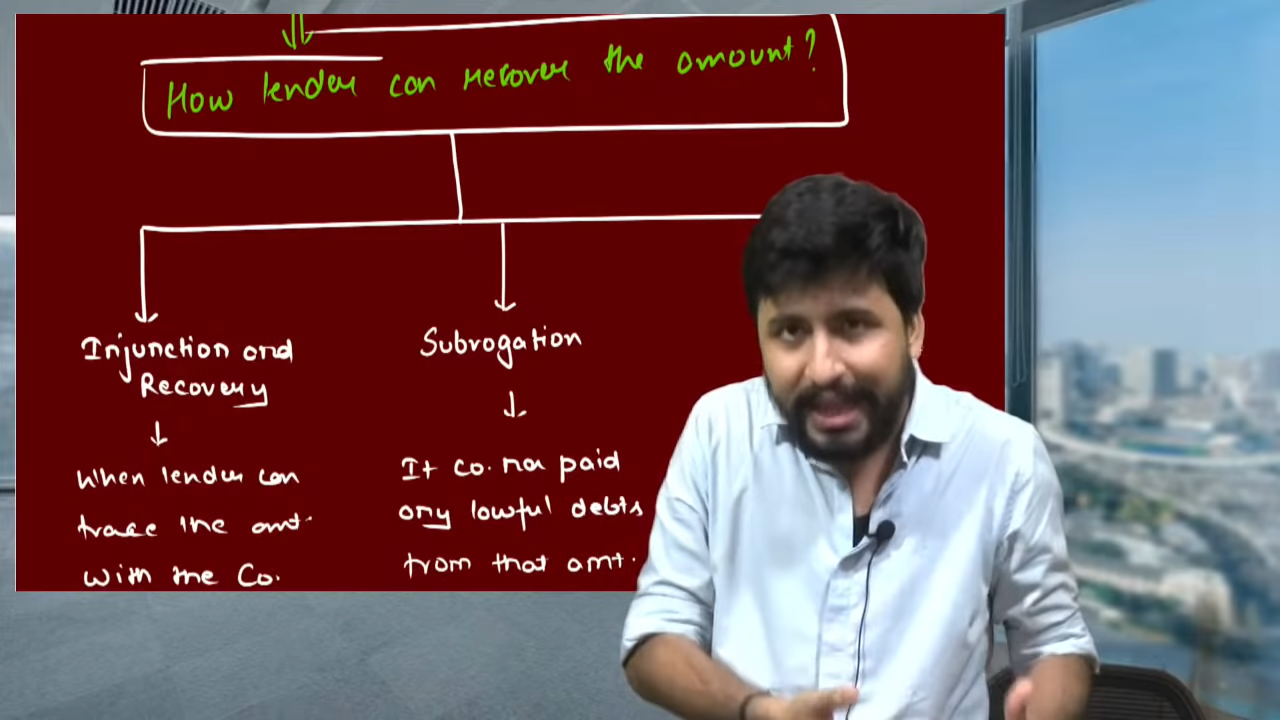 How lender can recover the amount?
Injunction and
Recovery
When lender can
trace the amt.
with the Co.
Subrogation
If co. has paid
any lawful debts
from that amt.